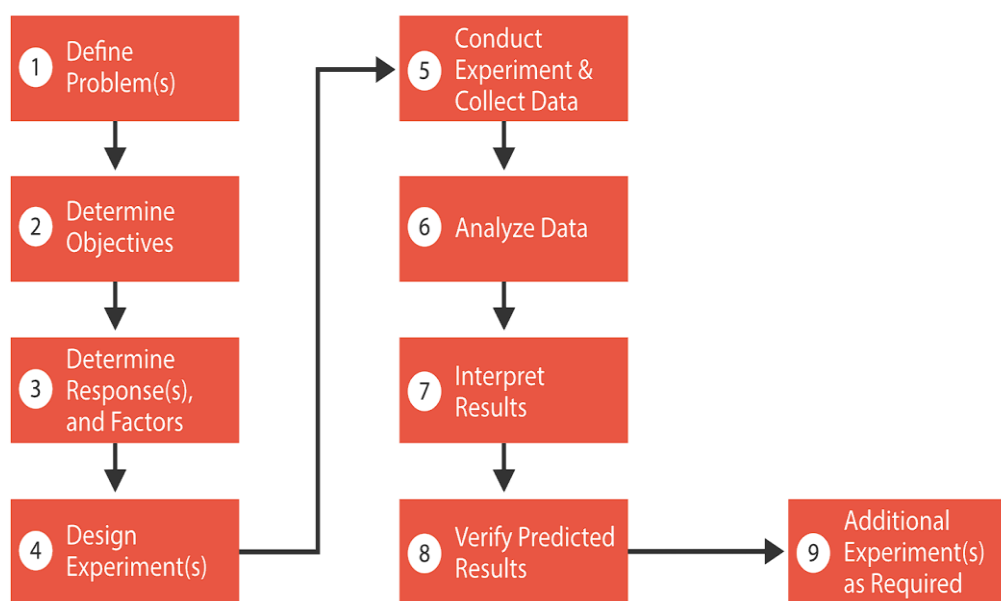 1
Define
Problem(s)
2
Determine
Objectives
3
Determine
Response(s),
and Factors
4
Design
Experiment(s)
5
Conduct
Experiment &
Collect Data
6
Analyze Data
7
Interpret
Results
8
Verify Predicted
Results
9
Additional
Experiment(s)
as Required